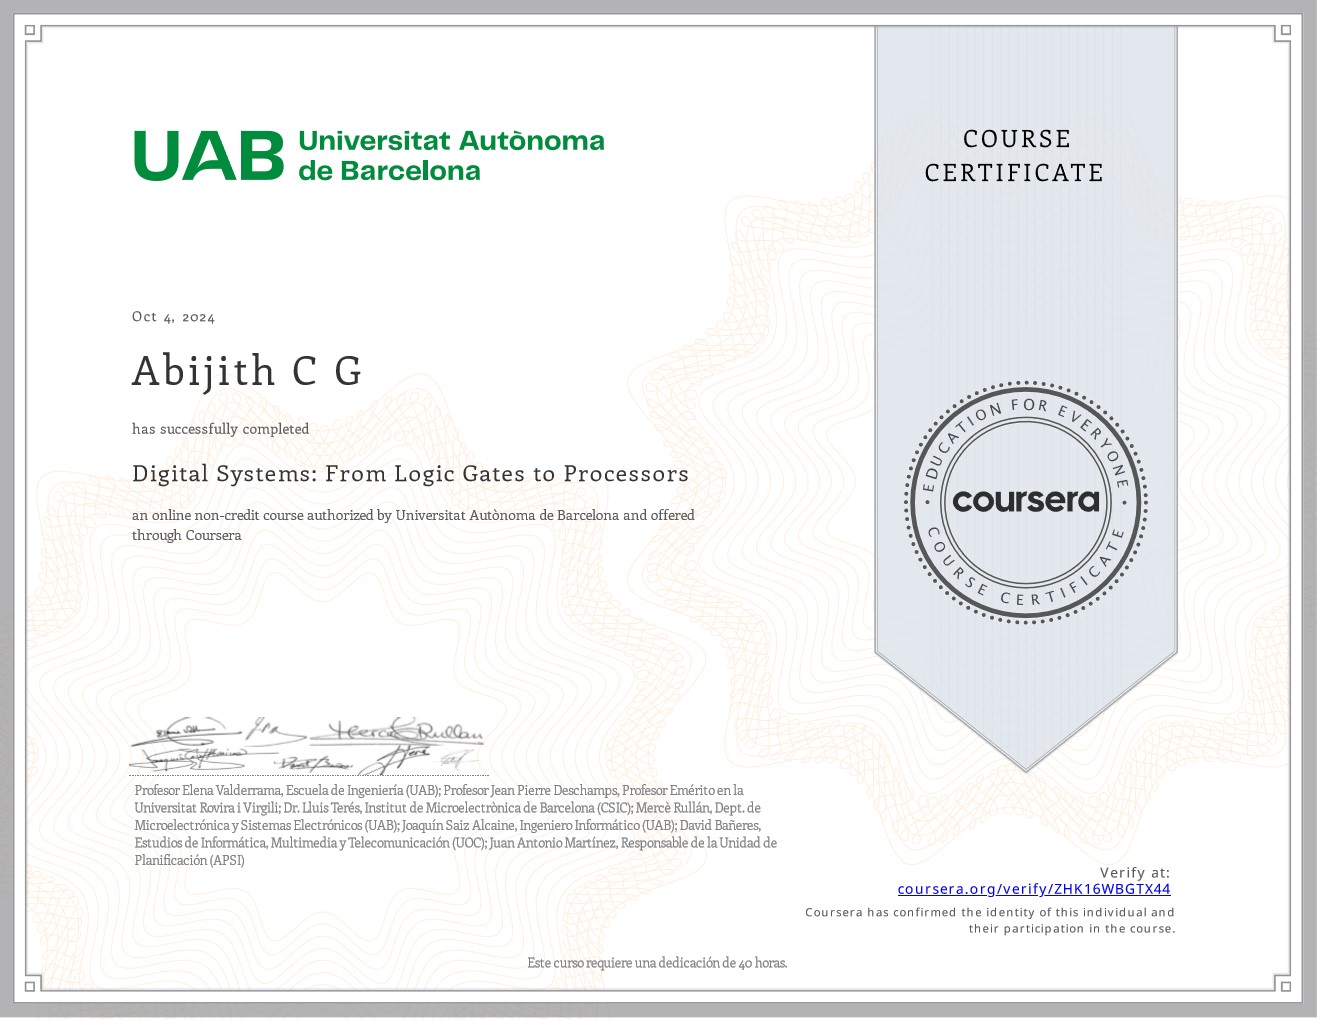 UAB Universitat Autònoma
de Barcelona
COURSE
CERTIFICATE
Oct 4, 2024
Abijith C G
has successfully completed
Digital Systems: From Logic Gates to Processors
an online non-credit course authorized by Universitat Autònoma de Barcelona and offered
through Coursera
EDUCATION FOR EVERYONE
coursera
COURSE CERTIFICATE
Profesor Elena Valderrama, Escuela de Ingeniería (UAB); Profesor Jean Pierre Deschamps, Profesor Emérito en la
Universitat Rovira i Virgili; Dr. Lluis Terés, Institut de Microelectrònica de Barcelona (CSIC); Mercè Rullán, Dept. de
Microelectrónica y Sistemas Electrónicos (UAB); Joaquín Saiz Alcaine, Ingeniero Informático (UAB); David Bañeres,
Estudios de Informática, Multimedia y Telecomunicación (UOC); Juan Antonio Martínez, Responsable de la Unidad de
Planificación (APSI)
Verify at:
coursera.org/verify/ZHK16WBGTX44
Coursera has confirmed the identity of this individual and
their participation in the course.
Este curso requiere una dedicación de 40 horas.